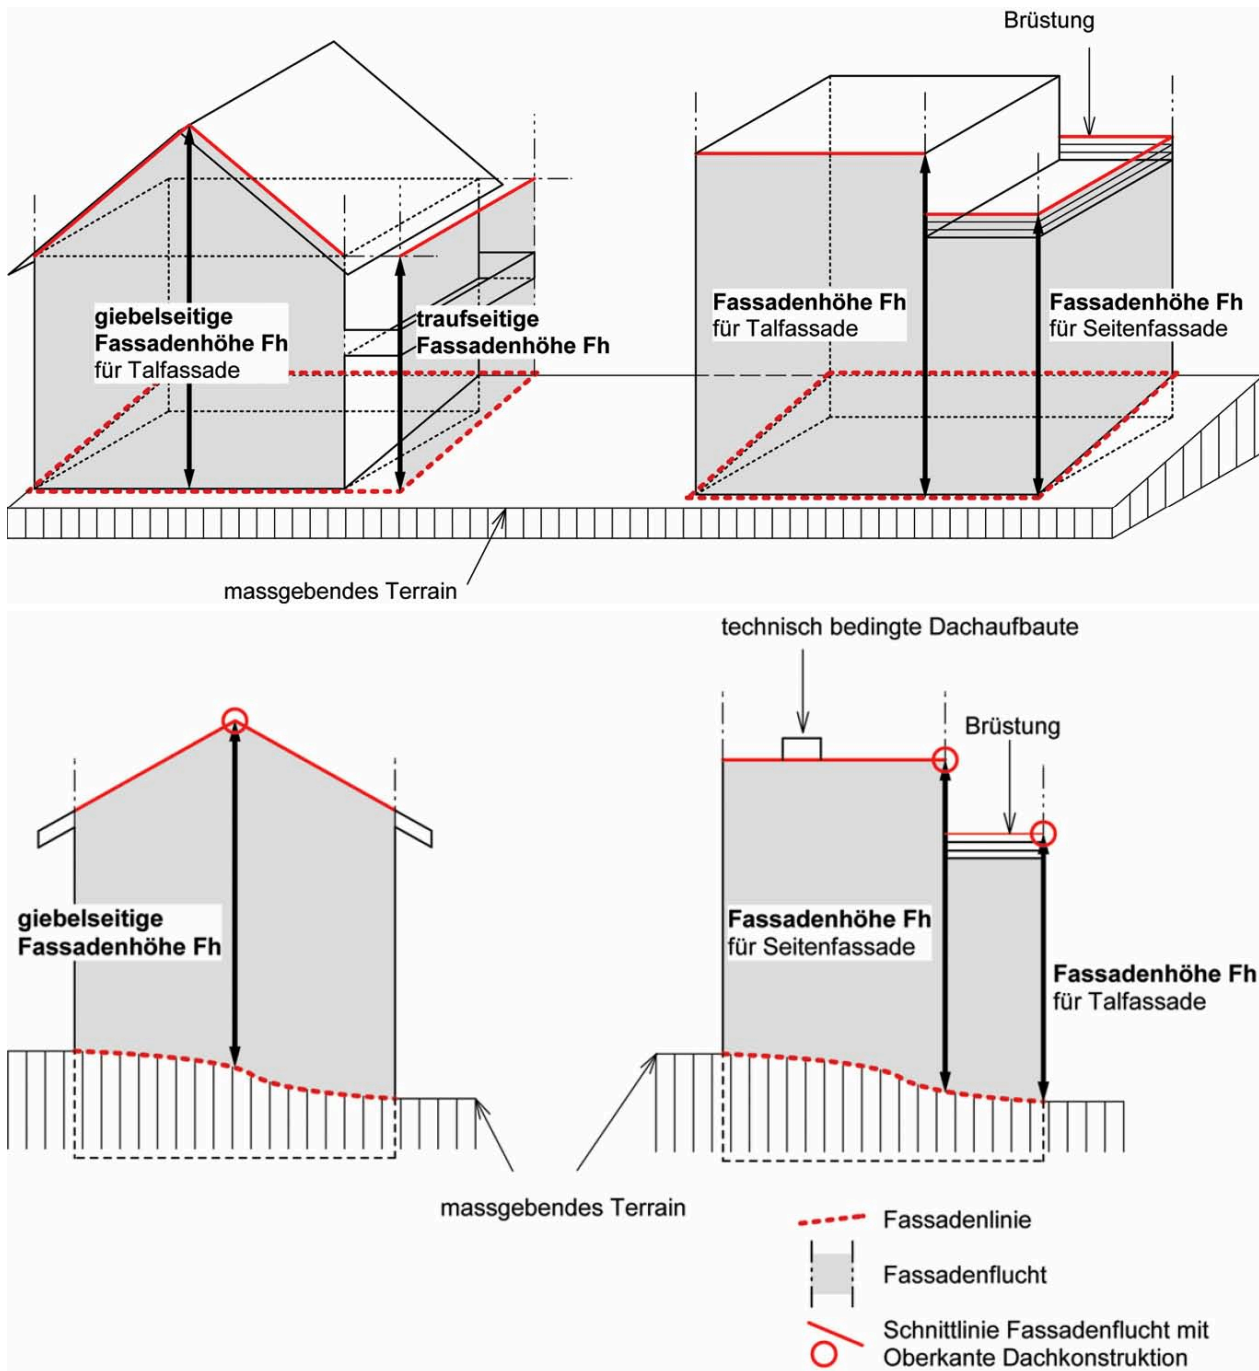 Brüstung
giebelseitige
Fassadenhöhe Fh
für Talfassade
traufseitige
Fassadenhöhe Fh
Fassadenhöhe Fh
für Talfassade
Fassadenhöhe Fh
für Seitenfassade
massgebendes Terrain
technisch bedingte Dachaufbaute
Brüstung
giebelseitige
Fassadenhöhe Fh
Fassadenhöhe Fh
für Seitenfassade
Fassadenhöhe Fh
für Talfassade
massgebendes Terrain
Fassadenlinie
Fassadenflucht
Schnittlinie Fassadenflucht mit
Oberkante Dachkonstruktion